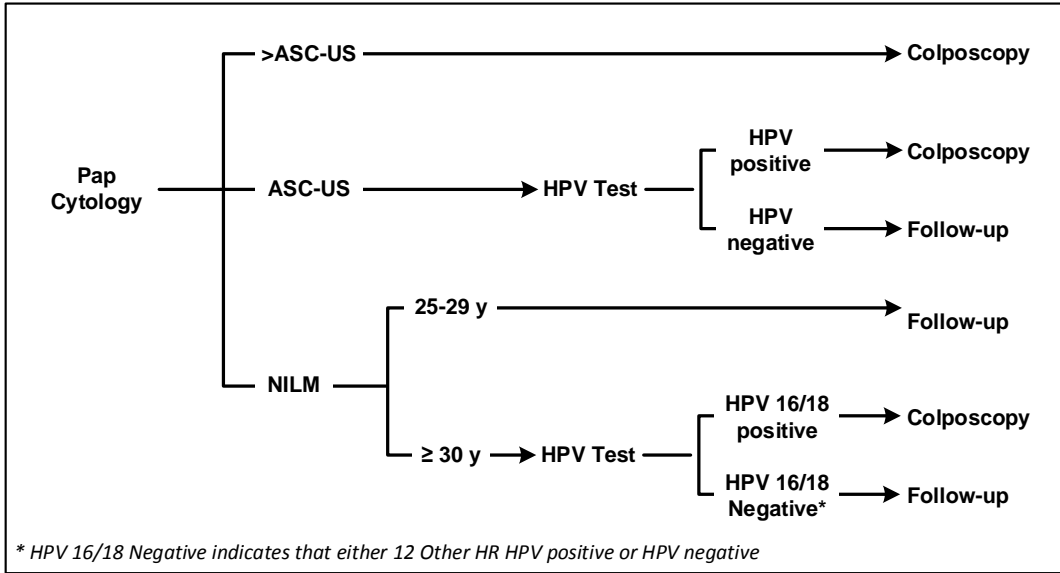 >ASC-US
Colposcopy
HPV
positive
Colposcopy
Pap
Cytology
ASC-US
HPV Test
HPV
negative
Follow-up
25-29 y
Follow-up
NILM
HPV 16/18
positive
Colposcopy
≥ 30 y
HPV Test
HPV 16/18
Negative*
Follow-up
* HPV 16/18 Negative indicates that either 12 Other HR HPV positive or HPV negative